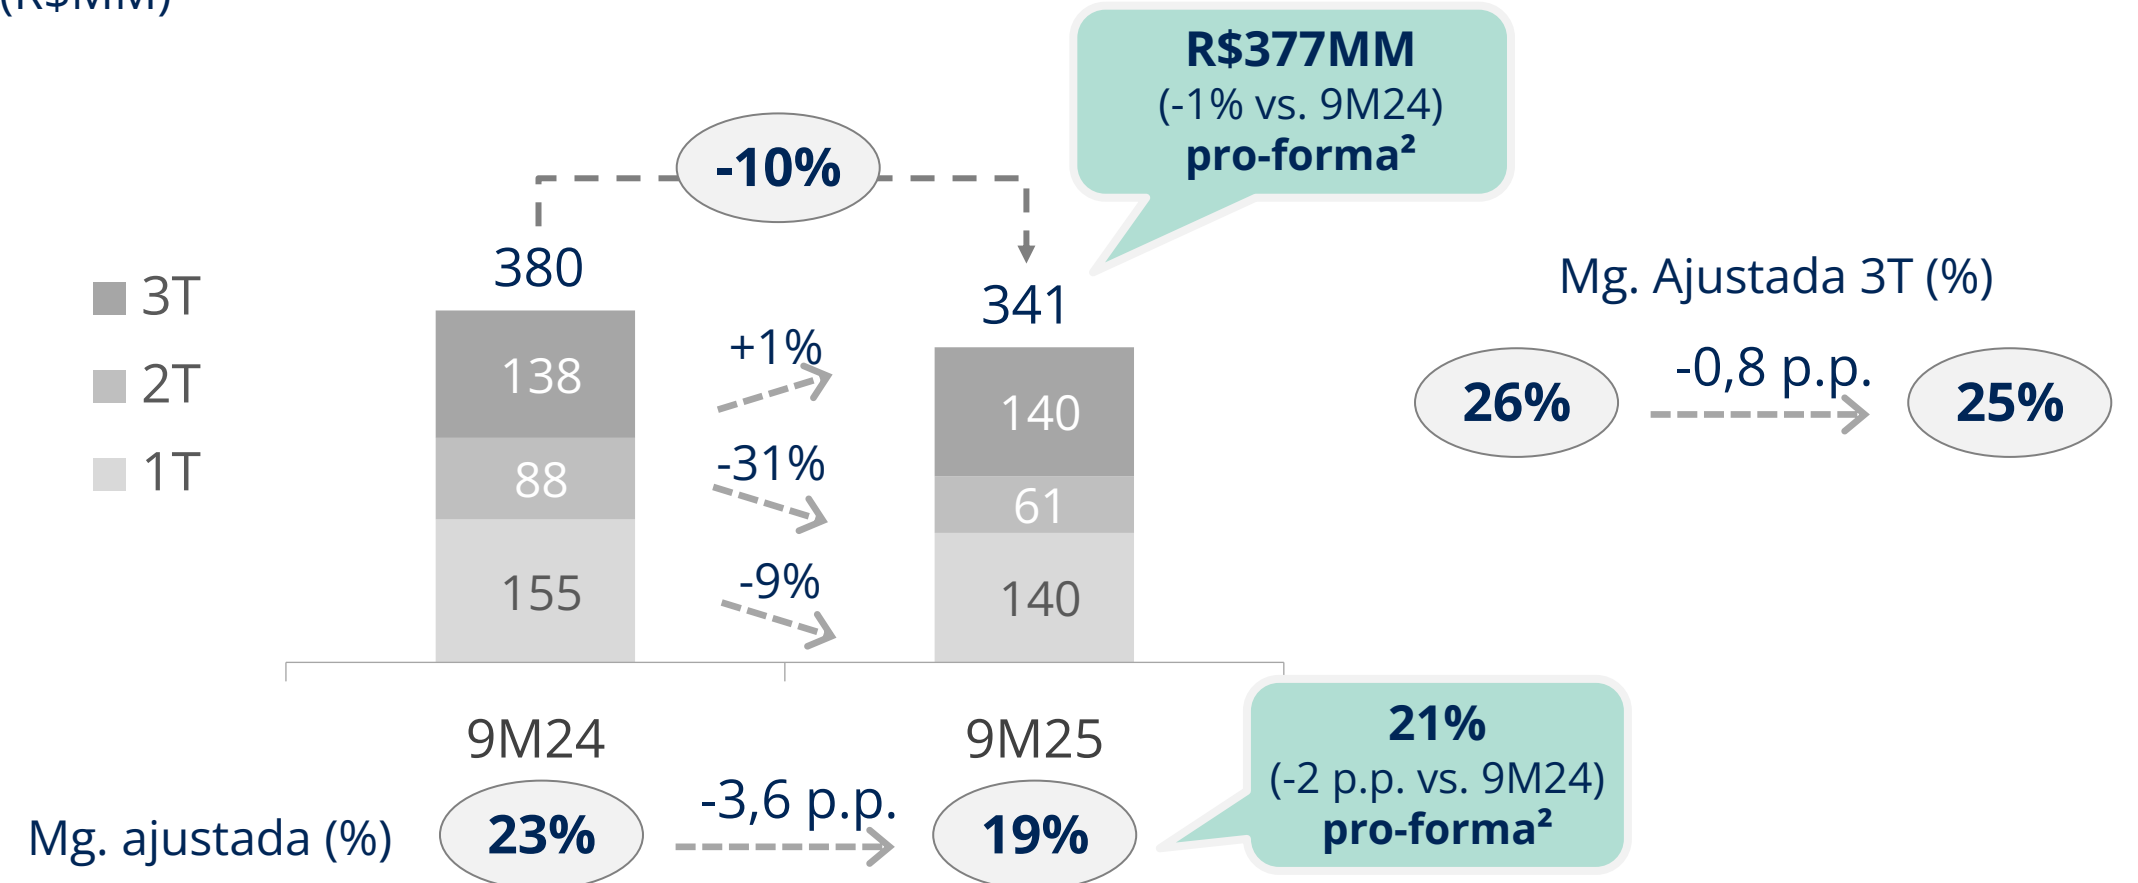 (R$MM)
R$377MM
(-1% vs. 9M24)
pro-forma²
-10%
380
341
3T
2T
1T
138
88
155
+1%
-31%
-9%
140
61
140
Mg. Ajustada 3T (%)
26%
-0,8 p.p.
25%
9M24
9M25
Mg. ajustada (%)
23%
-3,6 p.p.
19%
21%
(-2 p.p. vs. 9M24)
pro-forma²